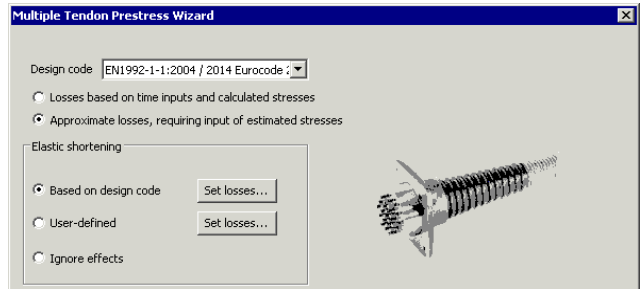 Multiple Tendon Prestress Wizard
Design code EN1992-1-1:2004 / 2014 Eurocode 2
Losses based on time inputs and calculated stresses
Approximate losses, requiring input of estimated stresses
Elastic shortening
Based on design code Set losses...
User-defined Set losses...
Ignore effects